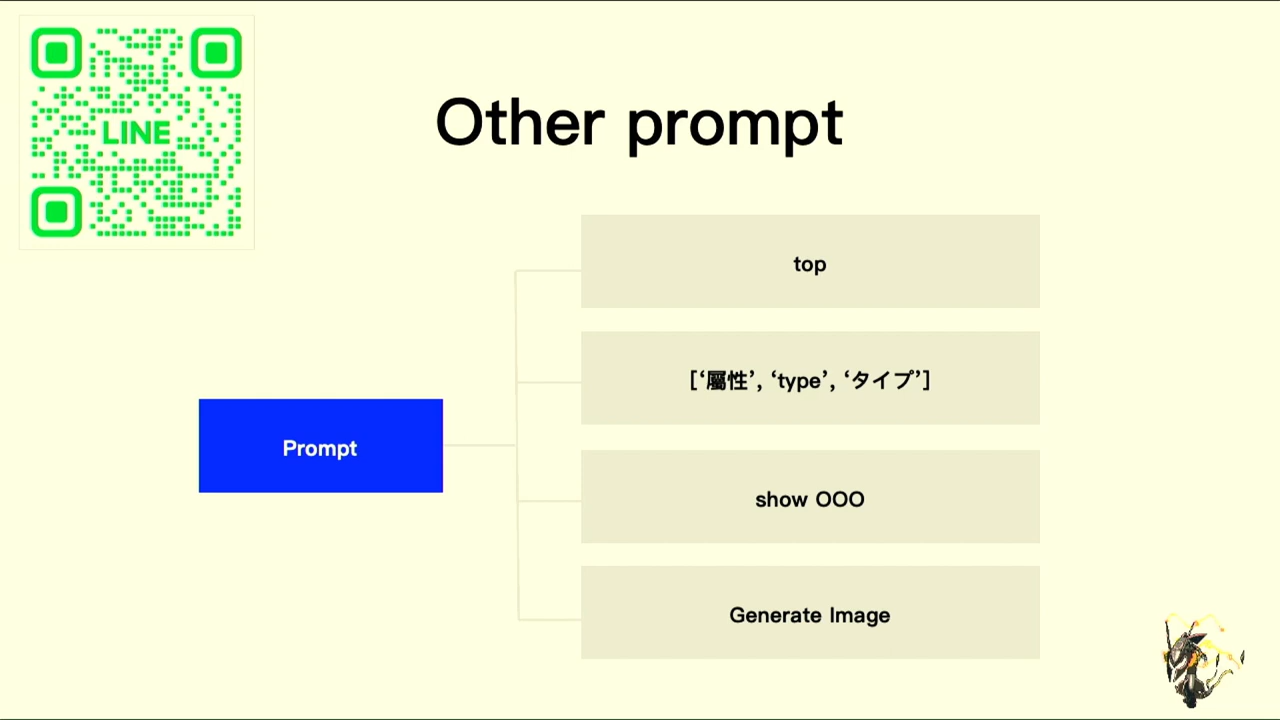 LINE
Other prompt
top
[‘屬性’, ‘type’, ‘タイプ’]
Prompt
show OOO
Generate Image